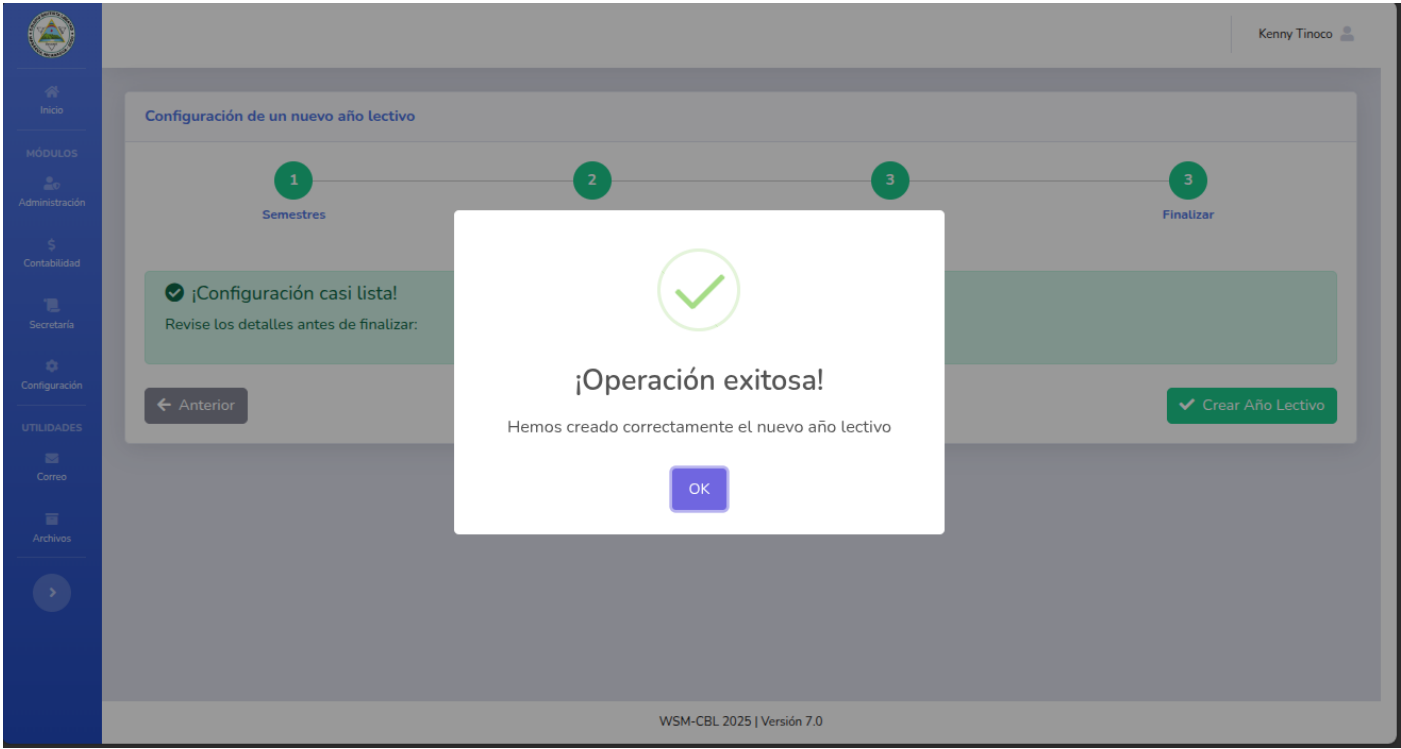 Kenny Tinoco
Inicio
MÓDULOS
Administración
Contabilidad
Secretaría
Configuración
UTILIDADES
Correo
Archivos
Configuración de un nuevo año lectivo
1
2
3
3
Semestres
Finalizar
¡Configuración casi lista!
Revise los detalles antes de finalizar:
Anterior
Crear Año Lectivo
¡Operación exitosa!
Hemos creado correctamente el nuevo año lectivo
OK
WSM-CBL 2025 | Versión 7.0